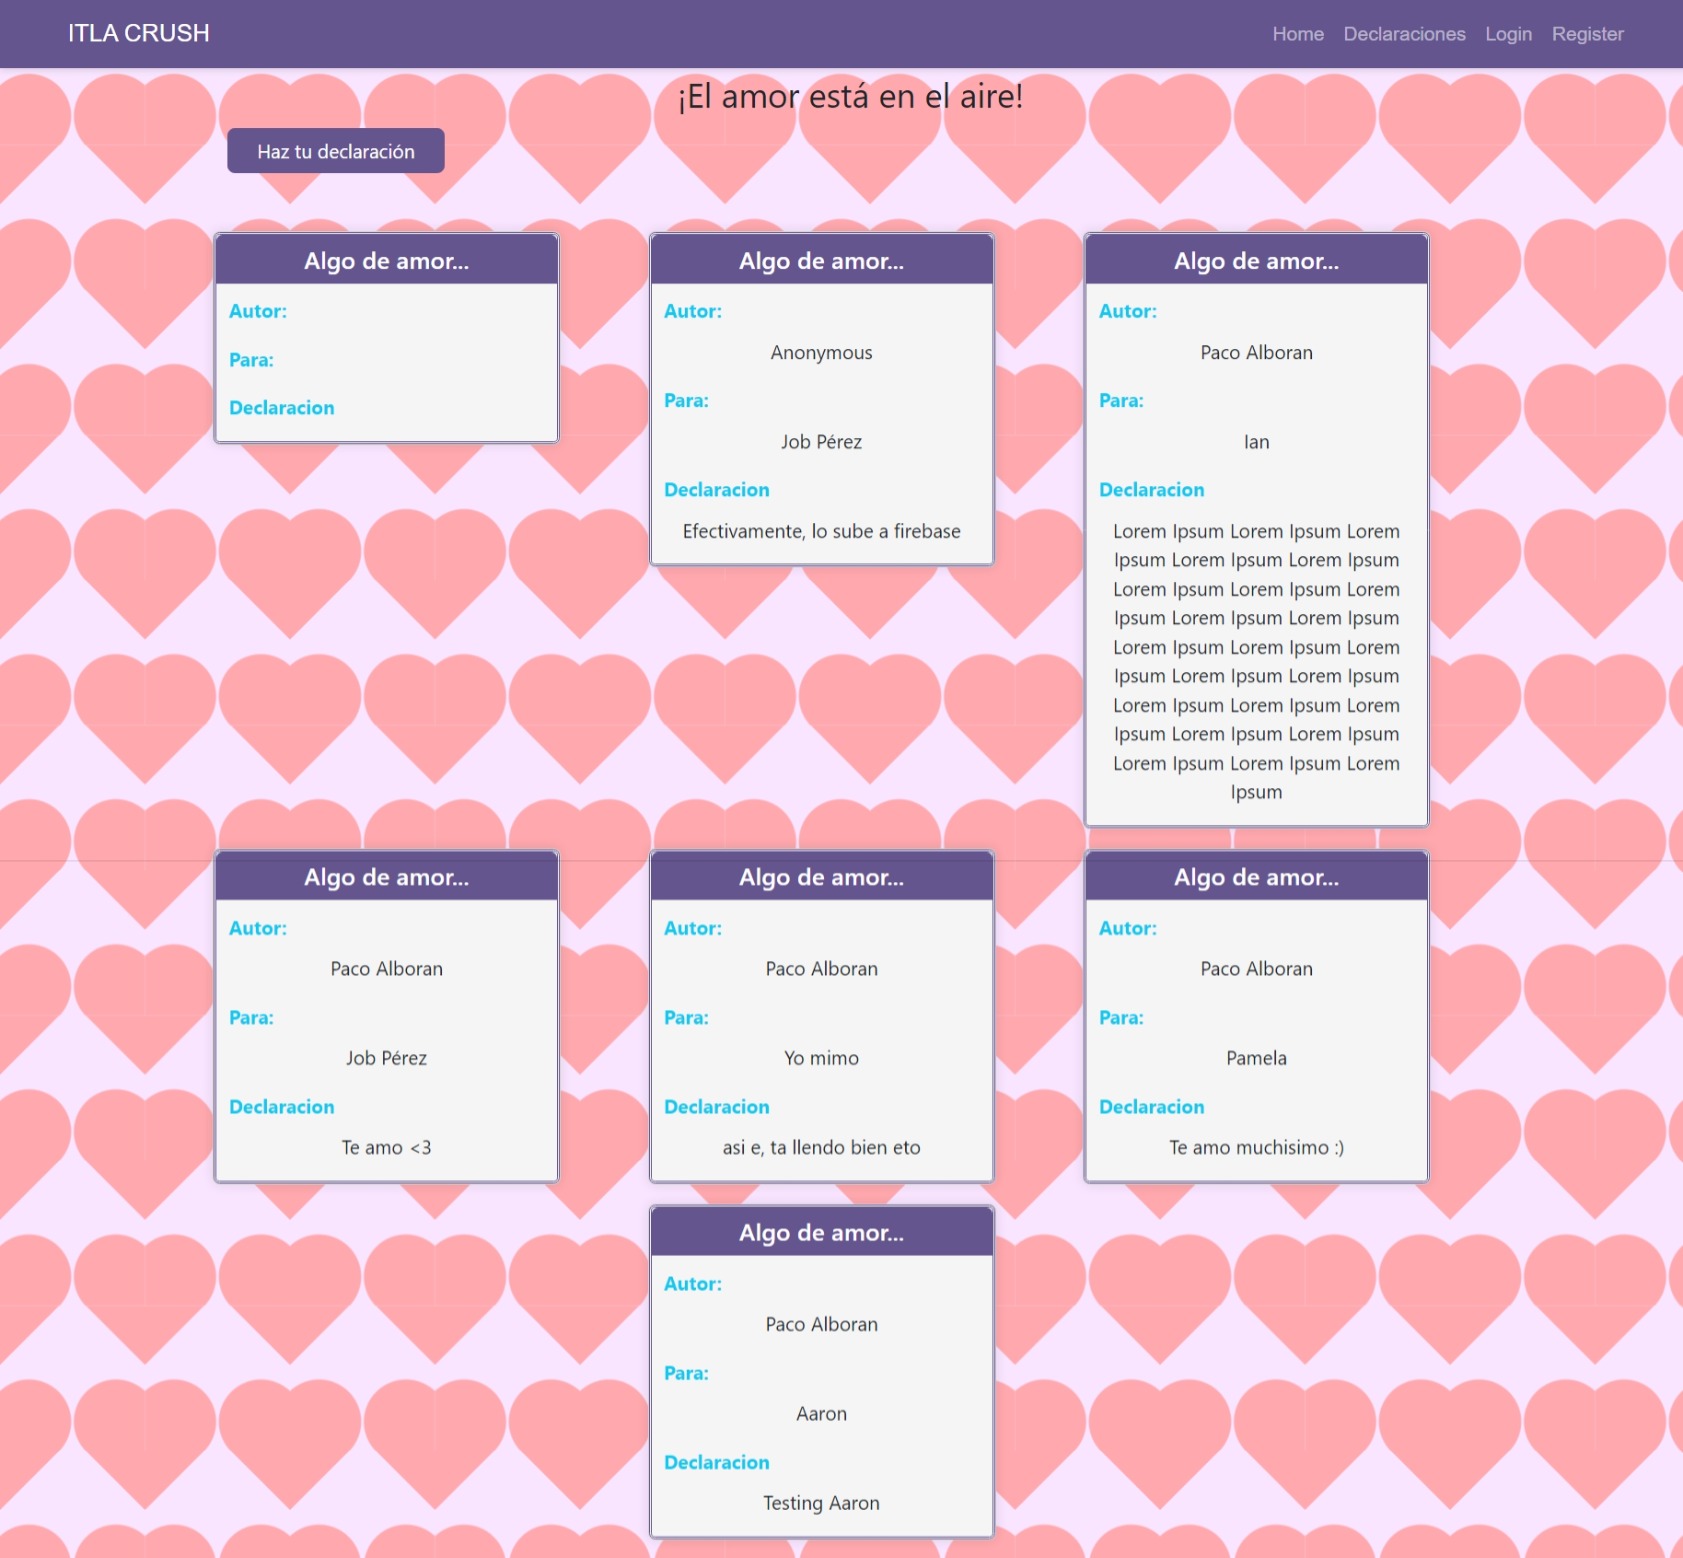 ITLA CRUSH
Home Declaraciones Login Register
¡El amor está en el aire!
Haz tu declaración
Algo de amor...
Autor:
Para:
Declaracion
Algo de amor...
Autor:
Anonymous
Para:
Job Pérez
Declaracion
Efectivamente, lo sube a firebase
Algo de amor...
Autor:
Paco Alboran
Para:
Ian
Declaracion
Lorem Ipsum Lorem Ipsum Lorem
Ipsum Lorem Ipsum Lorem Ipsum
Lorem Ipsum Lorem Ipsum Lorem
Ipsum Lorem Ipsum Lorem Ipsum
Lorem Ipsum Lorem Ipsum Lorem
Ipsum Lorem Ipsum Lorem Ipsum
Lorem Ipsum Lorem Ipsum Lorem
Ipsum Lorem Ipsum Lorem Ipsum
Lorem Ipsum Lorem Ipsum Lorem
Ipsum
Algo de amor...
Autor:
Paco Alboran
Para:
Job Pérez
Declaracion
Te amo <3
Algo de amor...
Autor:
Paco Alboran
Para:
Yo mimo
Declaracion
asi e, ta llendo bien eto
Algo de amor...
Autor:
Paco Alboran
Para:
Pamela
Declaracion
Te amo muchisimo :)
Algo de amor...
Autor:
Paco Alboran
Para:
Aaron
Declaracion
Testing Aaron